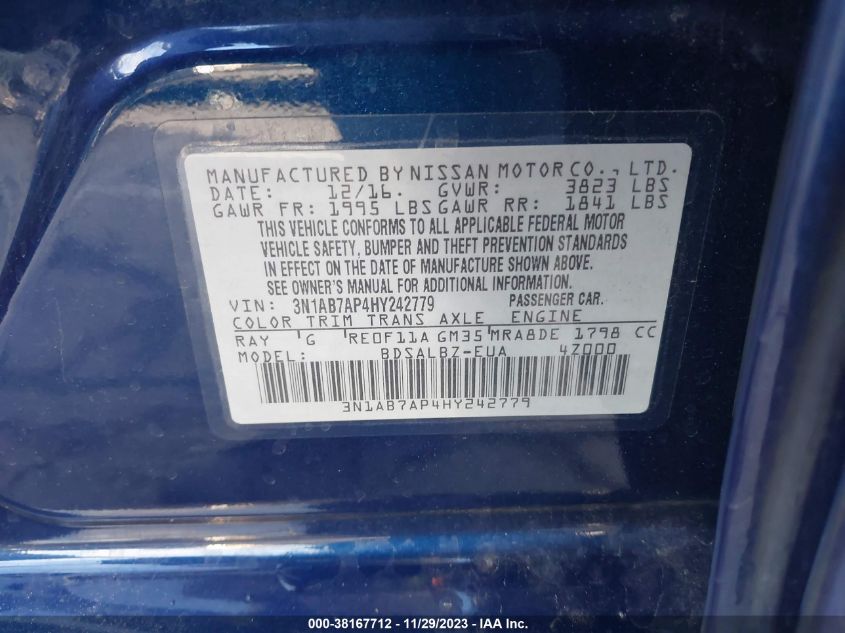 MANUFACTURED BY NISSAN MOTOR CO., LTD.
DATE: 12/16. GVWR: 3823 LBS
GAWR FR: 1995 LBS GAWR RR: 1841 LBS
THIS VEHICLE CONFORMS TO ALL APPLICABLE FEDERAL MOTOR
VEHICLE SAFETY, BUMPER AND THEFT PREVENTION STANDARDS
IN EFFECT ON THE DATE OF MANUFACTURE SHOWN ABOVE.
SEE OWNER'S MANUAL FOR ADDITIONAL INFORMATION.
VIN: 3N1AB7AP4HY242779 PASSENGER CAR.
COLOR TRIM TRANS AXLE ENGINE
RAY G RE0F11A GM35 MRA8DE 1798 CC
MODEL: BDSALBZ-EUA 4Z000
3N1AB7AP4HY242779
000-38167712 - 11/29/2023 - IAA Inc.